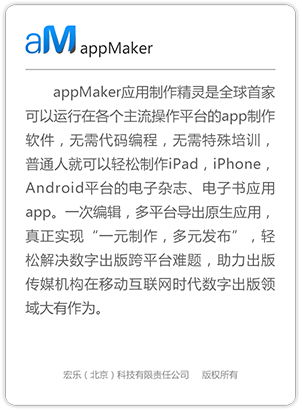 aM appMaker
appMaker应用制作精灵是全球首家
可以运行在各个主流操作平台的app制作
软件，无需代码编程，无需特殊培训，
普通人就可以轻松制作iPad，iPhone，
Android平台的电子杂志、电子书应用
app。一次编辑，多平台导出原生应用，
真正实现“一元制作，多元发布”，轻
松解决数字出版跨平台难题，助力出版
传媒机构在移动互联网时代数字出版领
域大有作为。
宏乐（北京）科技有限责任公司 版权所有